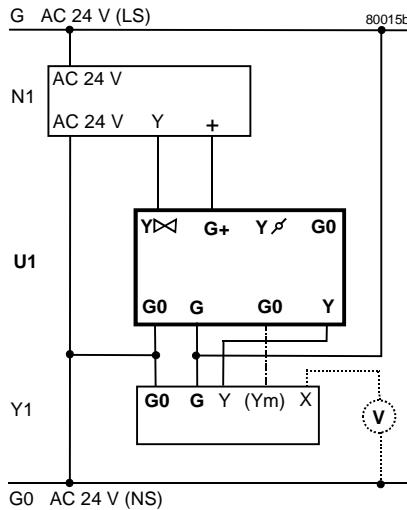 G AC 24 V (LS) 80015b
AC 24 V
N1
AC 24 V Y +
Y G+ Y G0
U1
G0 G G0 Y
G0 G Y (Ym) X
Y1
V
G0 AC 24 V (NS)